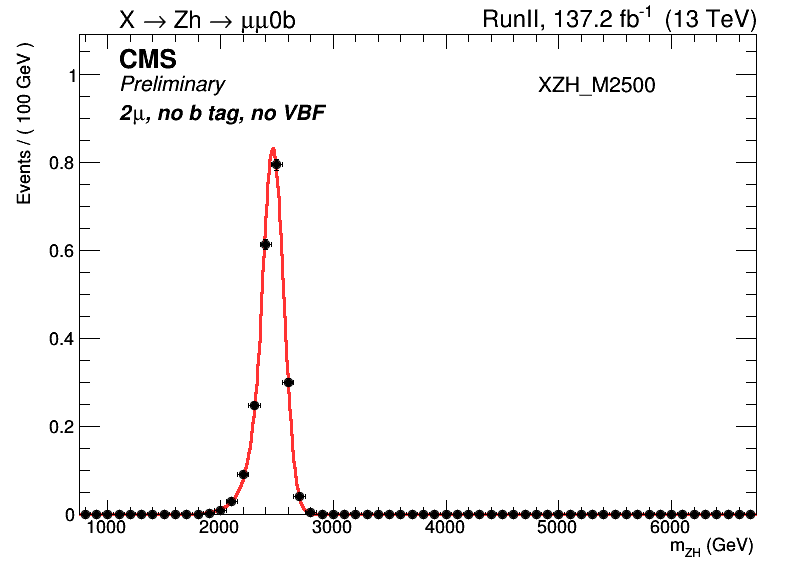 X → Zh → μμ0b
RunII, 137.2 fb⁻¹ (13 TeV)
CMS
Preliminary
2μ, no b tag, no VBF
XZH_M2500
Events / ( 100 GeV )
1
0.8
0.6
0.4
0.2
0
1000 2000 3000 4000 5000 6000
m_ZH (GeV)